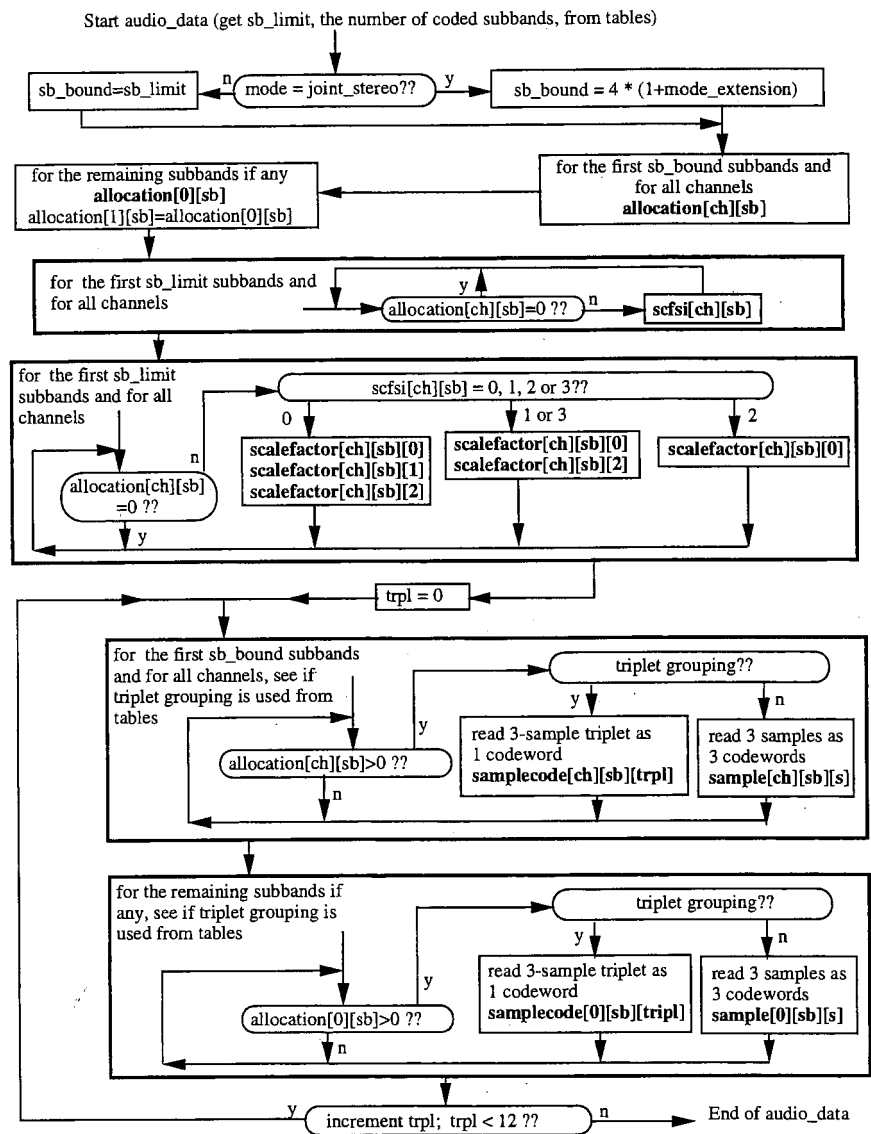 Start audio_data (get sb_limit, the number of coded subbands, from tables)
sb_bound=sb_limit
n
mode = joint_stereo??
y
sb_bound = 4 * (1+mode_extension)
for the remaining subbands if any
allocation[0][sb]
allocation[1][sb]=allocation[0][sb]
for the first sb_bound subbands and
for all channels
allocation[ch][sb]
for the first sb_limit subbands and
for all channels
y
allocation[ch][sb]=0 ??
n
scfsi[ch][sb]
for the first sb_limit
subbands and for all
channels
n
scfsi[ch][sb] = 0, 1, 2 or 3??
0
1 or 3
2
scalefactor[ch][sb][0]
scalefactor[ch][sb][1]
scalefactor[ch][sb][2]
scalefactor[ch][sb][0]
scalefactor[ch][sb][2]
scalefactor[ch][sb][0]
allocation[ch][sb]
=0 ??
y
trpl = 0
for the first sb_bound subbands
and for all channels, see if
triplet grouping is used from
tables
y
triplet grouping??
y
n
allocation[ch][sb]>0 ??
n
read 3-sample triplet as
1 codeword
samplecode[ch][sb][trpl]
read 3 samples as
3 codewords
sample[ch][sb][s]
for the remaining subbands if
any, see if triplet grouping is
used from tables
y
triplet grouping??
y
n
allocation[0][sb]>0 ??
n
read 3-sample triplet as
1 codeword
samplecode[0][sb][tripl]
read 3 samples as
3 codewords
sample[0][sb][s]
y
increment trpl; trpl < 12 ??
n
End of audio_data